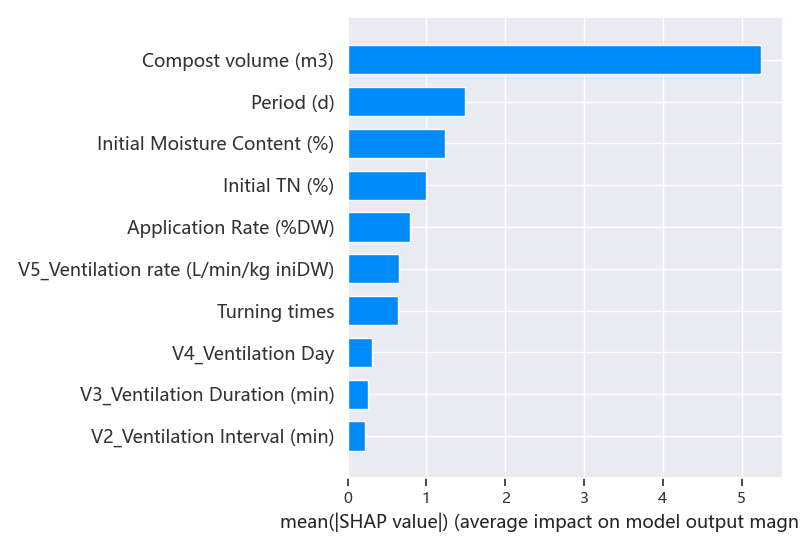 Compost volume (m3)
Period (d)
Initial Moisture Content (%)
Initial TN (%)
Application Rate (%DW)
V5_Ventilation rate (L/min/kg iniDW)
Turning times
V4_Ventilation Day
V3_Ventilation Duration (min)
V2_Ventilation Interval (min)
0 1 2 3 4 5
mean(|SHAP value|) (average impact on model output magn